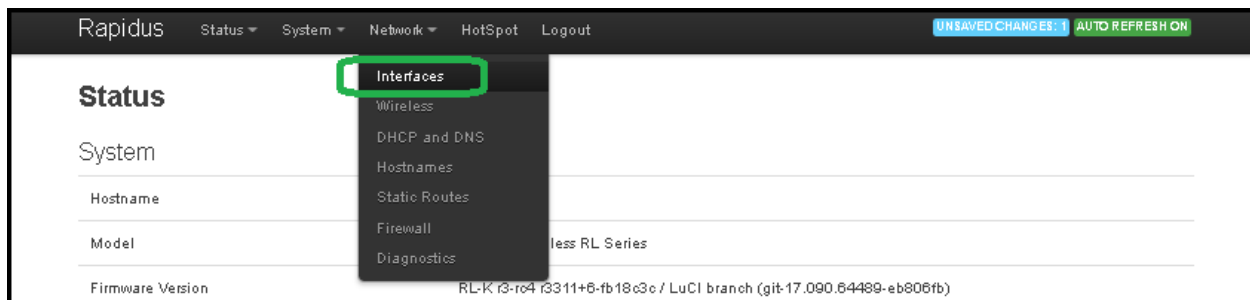 Rapidus Status System Network HotSpot Logout UNSAVED CHANGES: 1 AUTO REFRESH ON
Interfaces
Status
Wireless
DHCP and DNS
System
Hostnames
Hostname
Static Routes
Firewall
Model less RL Series
Diagnostics
Firmware Version RL-K r3-rc4 r3311+6-fb18c3c / LuCI branch (git-17.090.64489-eb806fb)